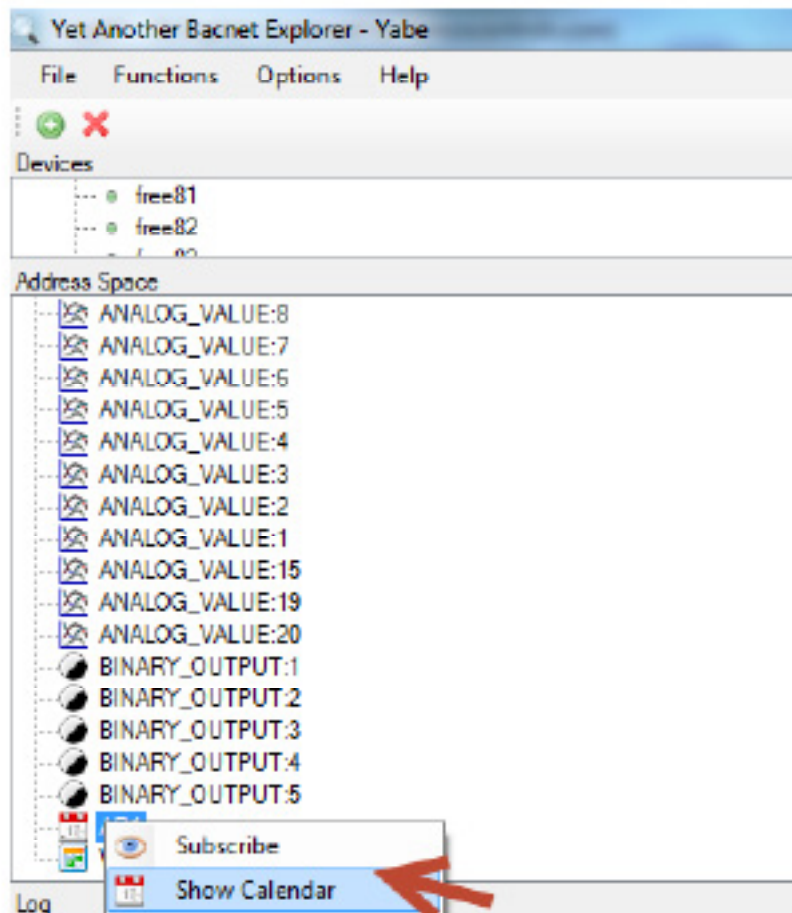 Yet Another Bacnet Explorer - Yabe
File Functions Options Help
Devices
free81
free82
Address Space
ANALOG_VALUE:8
ANALOG_VALUE:7
ANALOG_VALUE:6
ANALOG_VALUE:5
ANALOG_VALUE:4
ANALOG_VALUE:3
ANALOG_VALUE:2
ANALOG_VALUE:1
ANALOG_VALUE:15
ANALOG_VALUE:19
ANALOG_VALUE:20
BINARY_OUTPUT:1
BINARY_OUTPUT:2
BINARY_OUTPUT:3
BINARY_OUTPUT:4
BINARY_OUTPUT:5
Subscribe
Show Calendar
Log